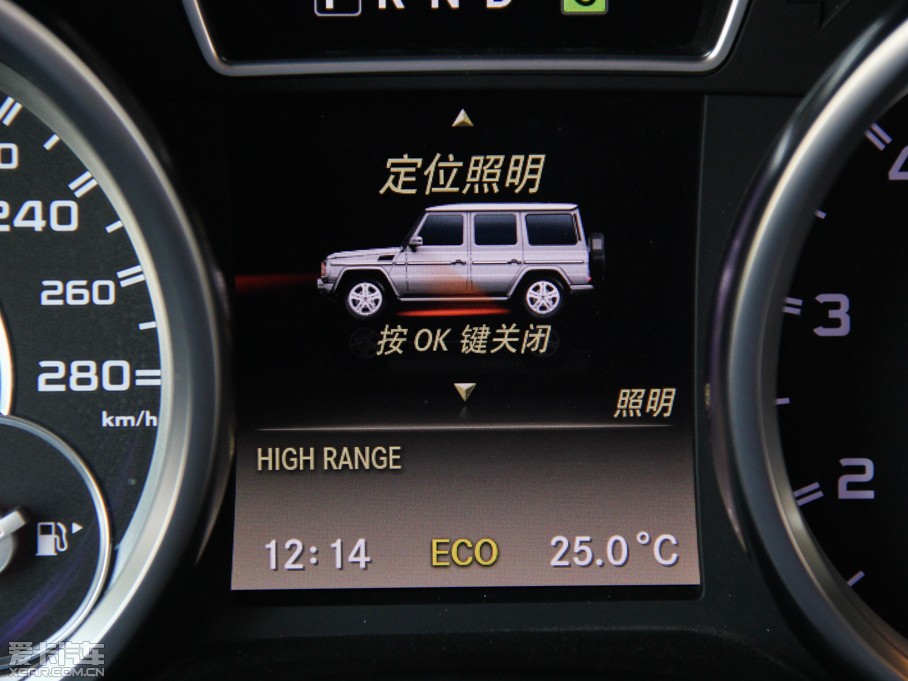 P R N D
定位照明
按 OK 键关闭
照明
HIGH RANGE
12:14 ECO 25.0°C
240
260
280
km/h
3
2
爱卡汽车
XCAR.COM.CN